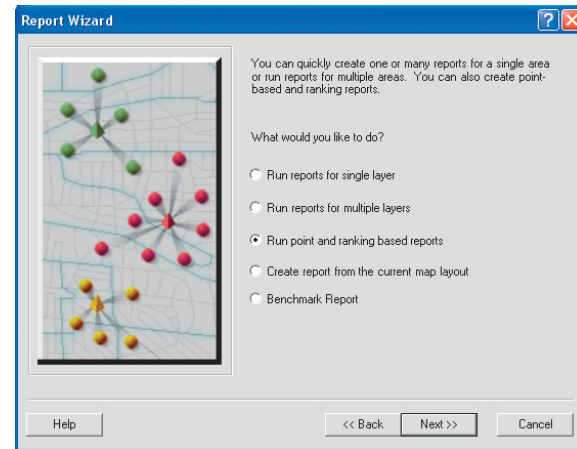 Report Wizard
You can quickly create one or many reports for a single area
or run reports for multiple areas. You can also create point-
based and ranking reports.
What would you like to do?
Run reports for single layer
Run reports for multiple layers
Run point and ranking based reports
Create report from the current map layout
Benchmark Report
Help
<< Back
Next >>
Cancel